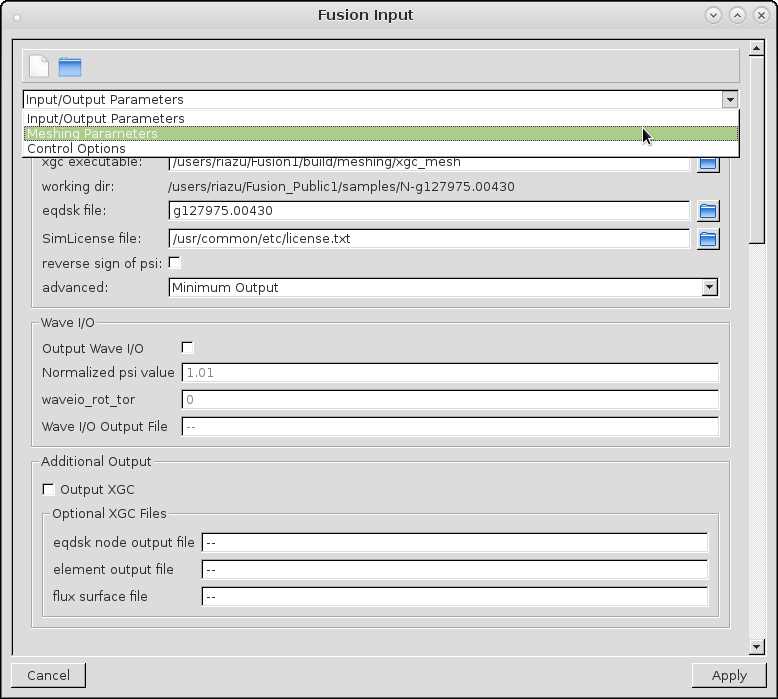 Fusion Input
Input/Output Parameters
Input/Output Parameters
Meshing Parameters
Control Options
xgc executable: /users/riazu/Fusion1/build/meshing/xgc_mesh
working dir: /users/riazu/Fusion_Public1/samples/N-g127975.00430
eqdsk file: g127975.00430
SimLicense file: /usr/common/etc/license.txt
reverse sign of psi:
advanced: Minimum Output
Wave I/O
Output Wave I/O
Normalized psi value 1.01
waveio_rot_tor 0
Wave I/O Output File --
Additional Output
Output XGC
Optional XGC Files
eqdsk node output file --
element output file --
flux surface file --
Cancel Apply